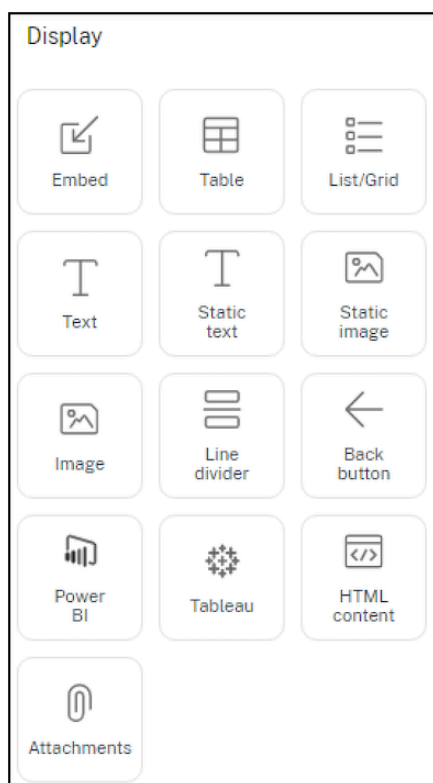 Display
Embed
Table
List/Grid
Text
Static
text
Static
image
Image
Line
divider
Back
button
Power
BI
Tableau
HTML
content
Attachments